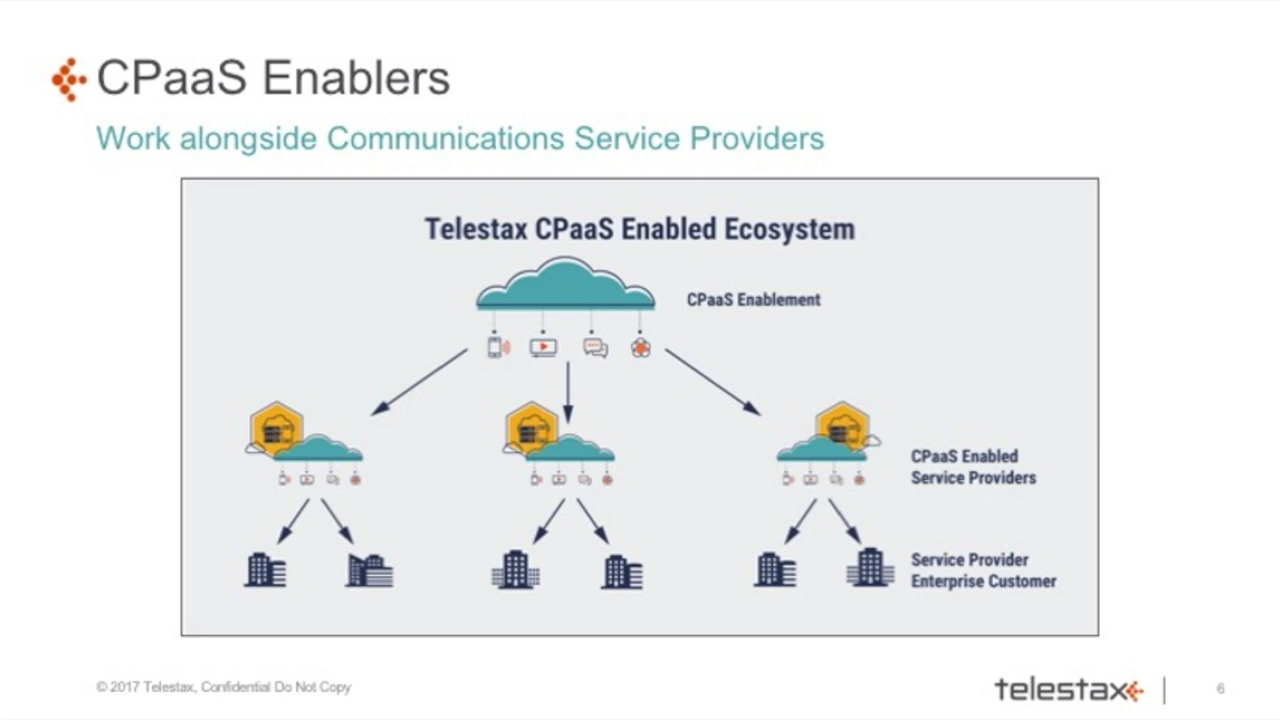 CPaaS Enablers
Work alongside Communications Service Providers
Telestax CPaaS Enabled Ecosystem
CPaaS Enablement
CPaaS Enabled
Service Providers
Service Provider
Enterprise Customer
© 2017 Telestax, Confidential Do Not Copy
telestax
6